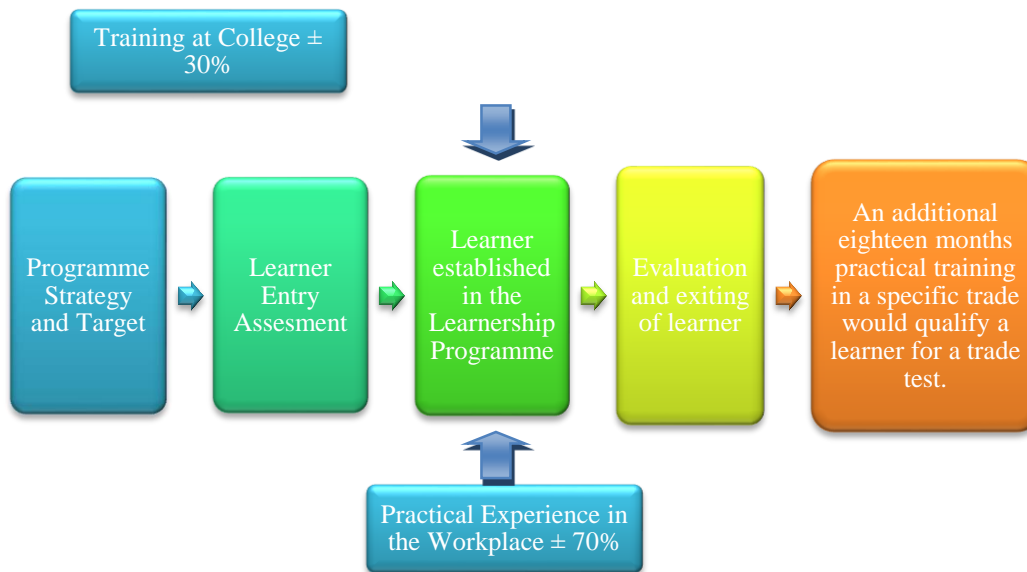 Training at College ±
30%
Programme
Strategy
and Target
Learner
Entry
Assesment
Learner
established
in the
Learnership
Programme
Evaluation
and exiting
of learner
An additional
eighteen months
practical training
in a specific trade
would qualify a
learner for a trade
test.
Practical Experience in
the Workplace ± 70%